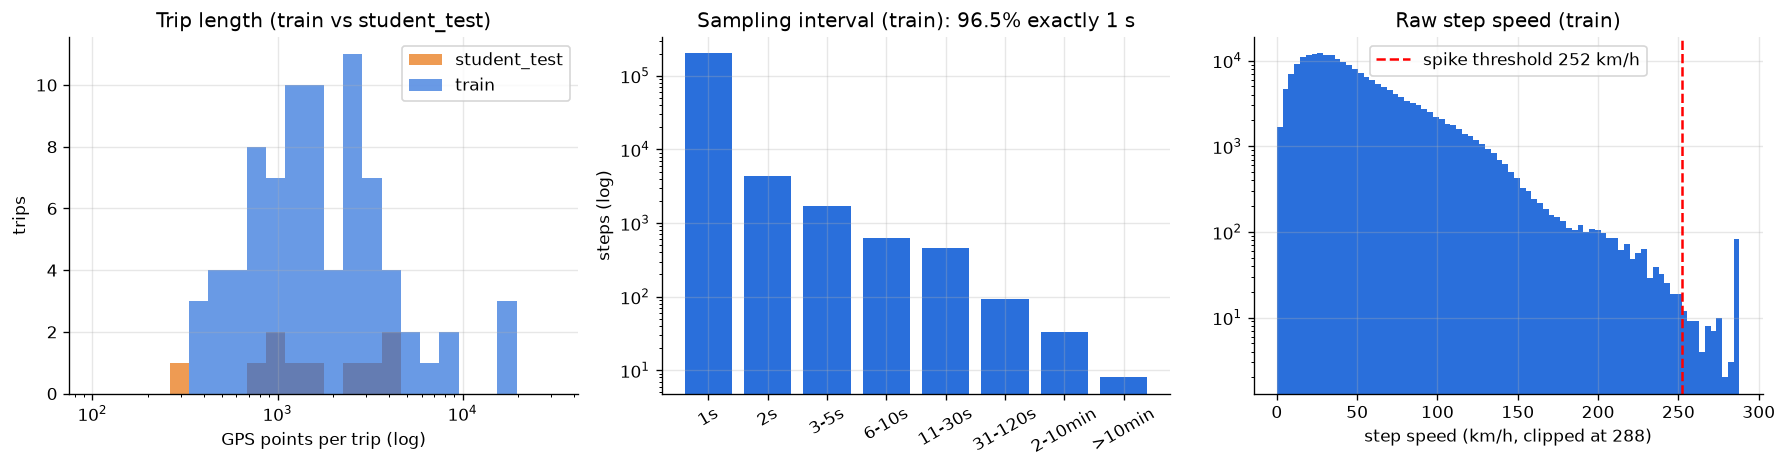 Trip length (train vs student_test)
student_test
train
trips
10
8
6
4
2
0
10²
10³
10⁴
GPS points per trip (log)
Sampling interval (train): 96.5% exactly 1 s
steps (log)
10⁵
10⁴
10³
10²
10¹
1s
2s
3-5s
6-10s
11-30s
31-120s
2-10min
>10min
Raw step speed (train)
spike threshold 252 km/h
10⁴
10³
10²
10¹
0
50
100
150
200
250
300
step speed (km/h, clipped at 288)